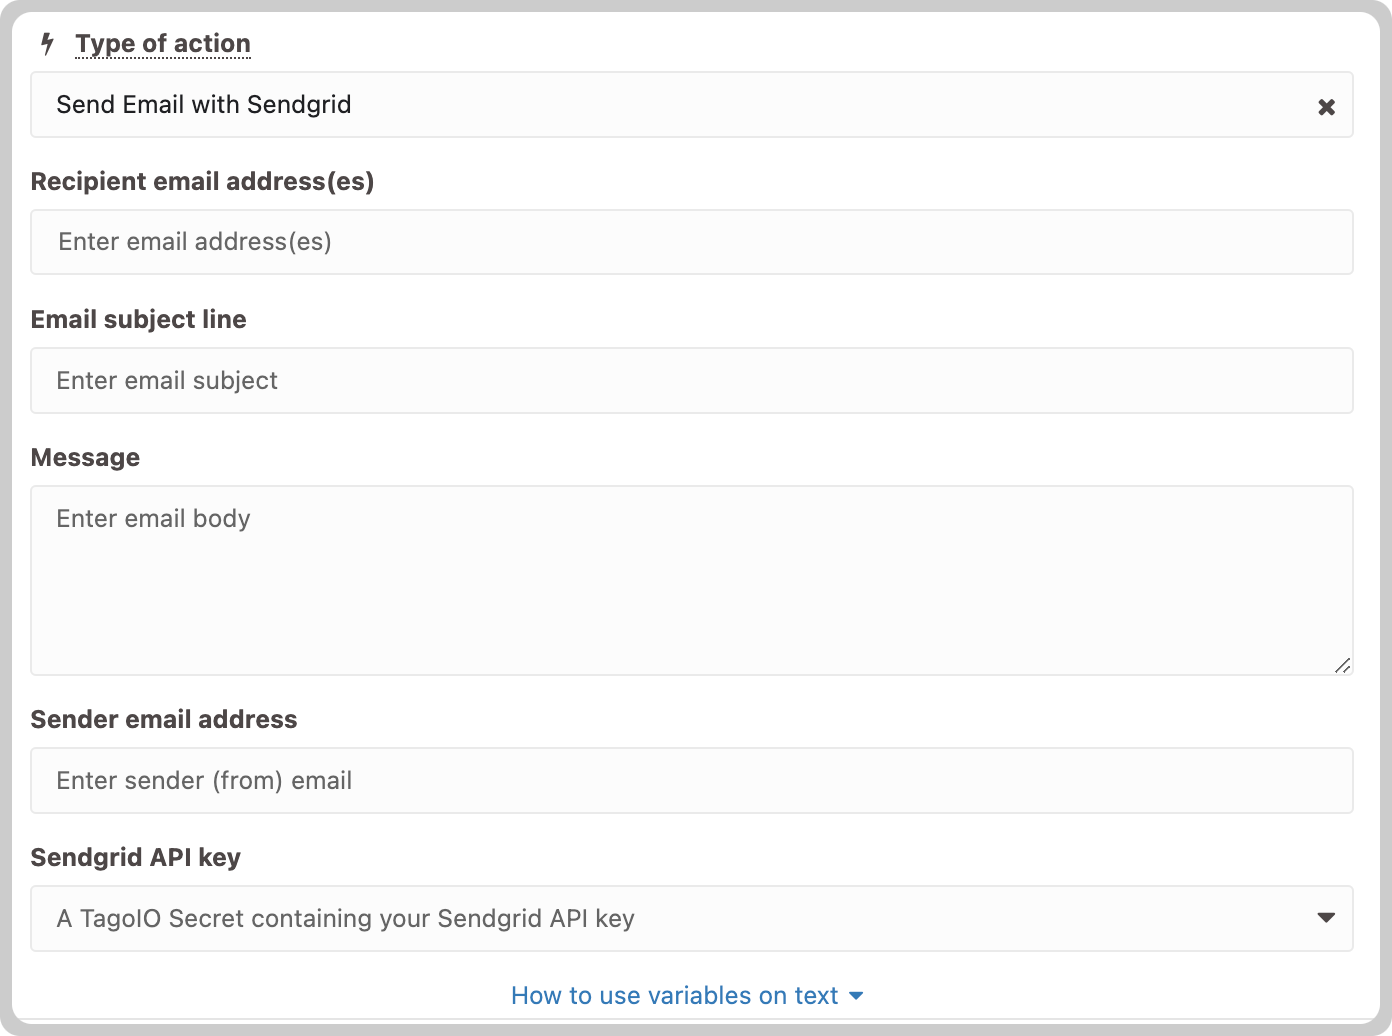 Type of action
Send Email with Sendgrid
Recipient email address(es)
Enter email address(es)
Email subject line
Enter email subject
Message
Enter email body
Sender email address
Enter sender (from) email
Sendgrid API key
A TagoIO Secret containing your Sendgrid API key
How to use variables on text